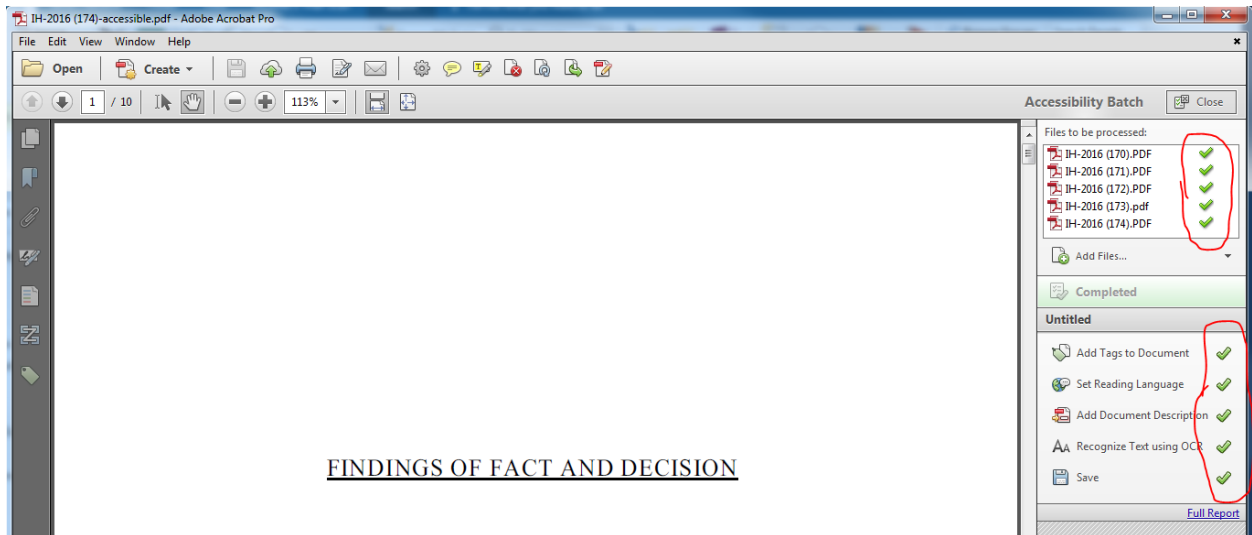 IH-2016 (174)-accessible.pdf - Adobe Acrobat Pro
File Edit View Window Help
Open Create
1 / 10 113% Accessibility Batch Close
Files to be processed:
IH-2016 (170).PDF
IH-2016 (171).PDF
IH-2016 (172).PDF
IH-2016 (173).pdf
IH-2016 (174).PDF
Add Files...
Completed
Untitled
Add Tags to Document
Set Reading Language
Add Document Description
Recognize Text using OCR
Save
Full Report
FINDINGS OF FACT AND DECISION